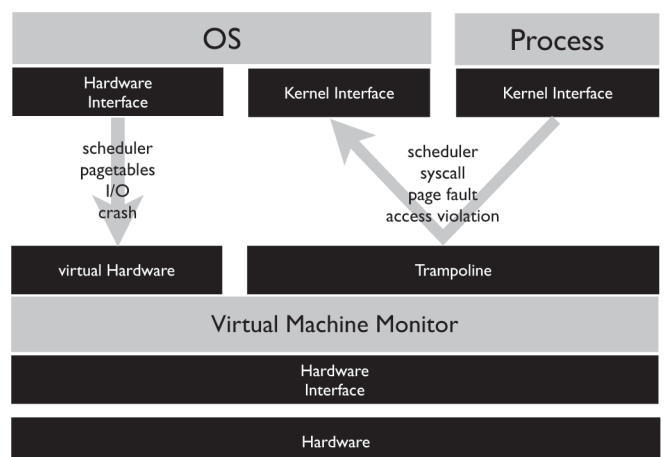 OS
Process
Hardware
Interface
Kernel Interface
Kernel Interface
scheduler
pagetables
I/O
crash
scheduler
syscall
page fault
access violation
virtual Hardware
Trampoline
Virtual Machine Monitor
Hardware
Interface
Hardware